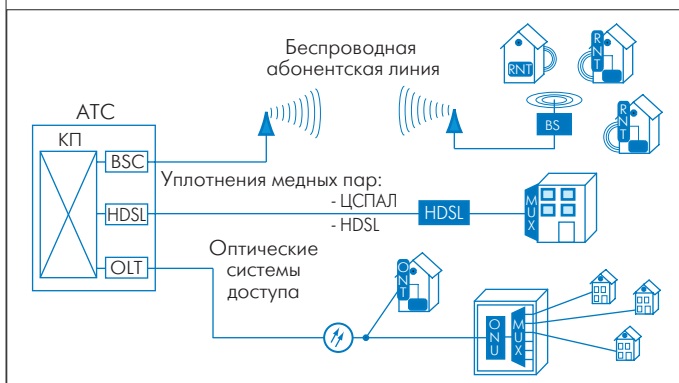 Беспроводная
абонентская линия
RNT
RNT
RNT
BS
АТС
КП
BSC
HDSL
OLT
Уплотнения медных пар:
- ЦСПАЛ
- HDSL
HDSL
MUX
Оптические
системы
доступа
ONT
ONU
MUX